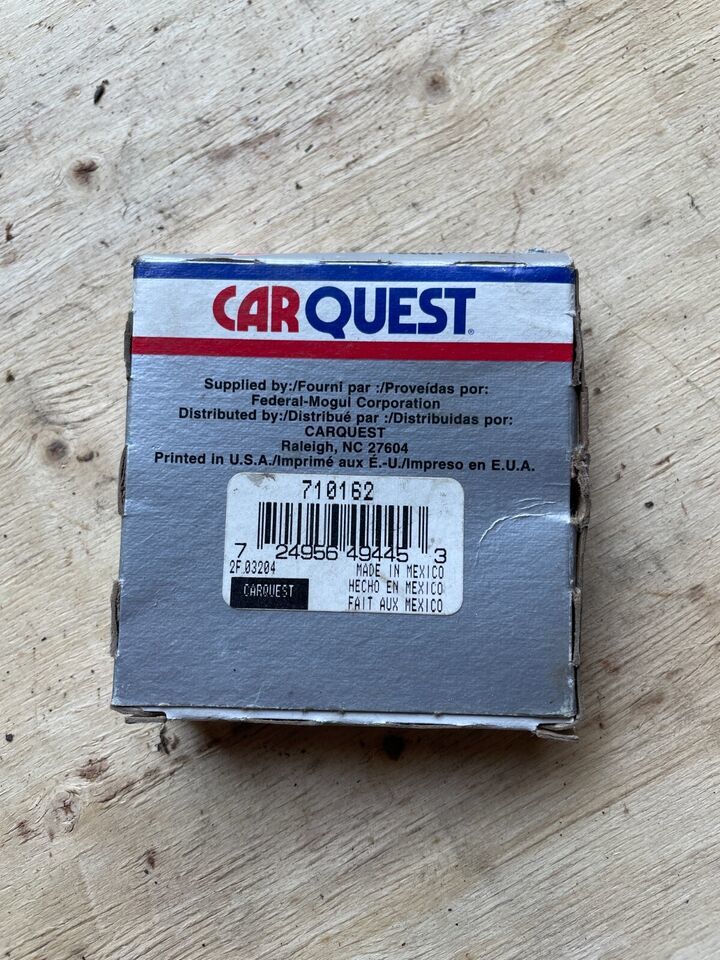 CARQUEST®
Supplied by:/Fourni par :/Proveídas por:
Federal-Mogul Corporation
Distributed by:/Distribué par :/Distribuidas por:
CARQUEST
Raleigh, NC 27604
Printed in U.S.A./Imprimé aux É.-U./Impreso en E.U.A.
710162
7 24956 49445 3
2F.03204
MADE IN MEXICO
HECHO EN MEXICO
CARQUEST
FAIT AUX MEXICO